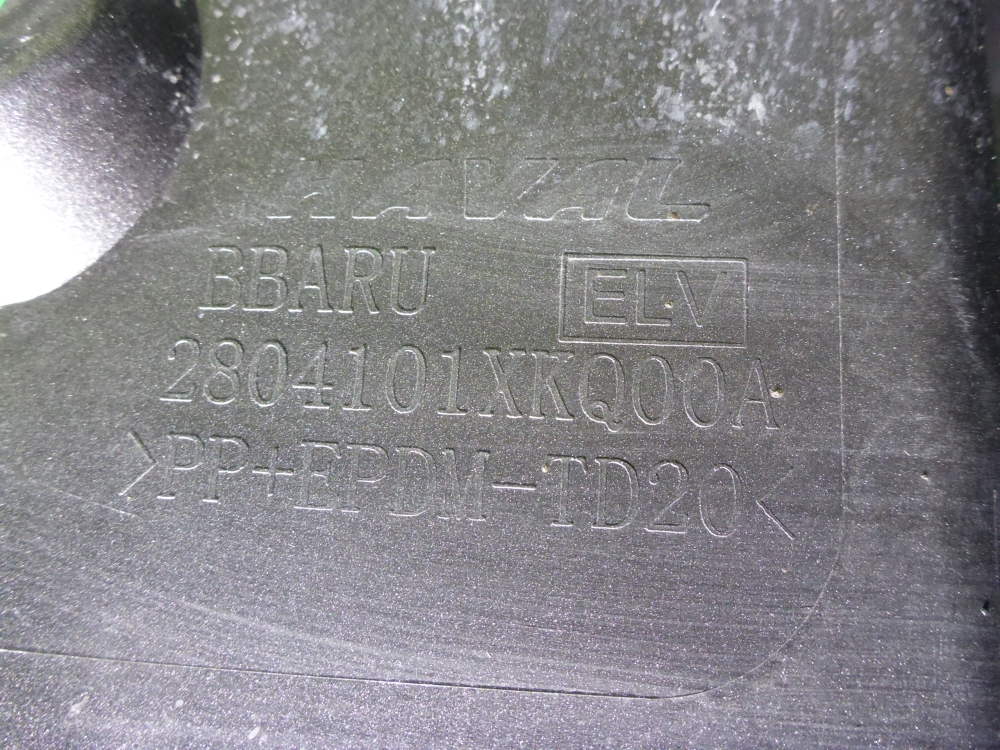 HAVAL
BBARU ELV
2804101XKQ00A
>PP+EPDM-TD20<